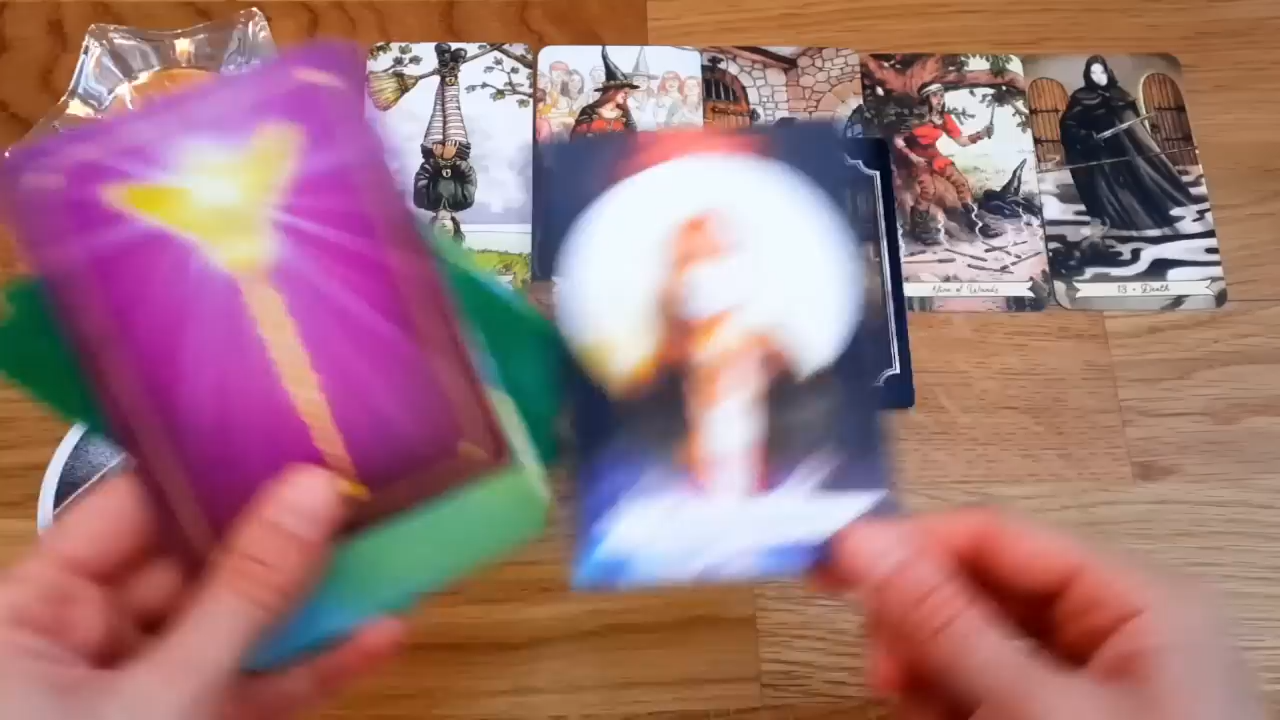 Nine of Wands
13 • Death